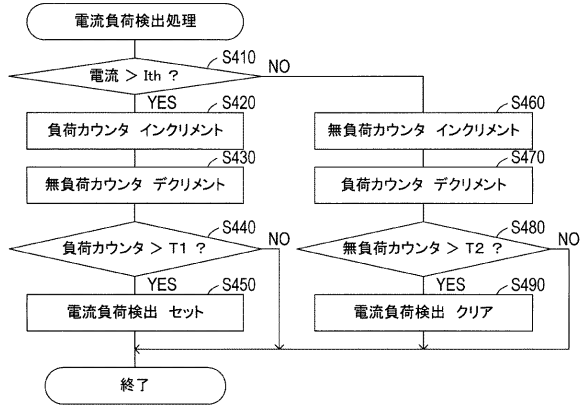 電流負荷検出処理
S410
電流 > Ith ?
NO
YES
S420
負荷カウンタ インクリメント
S430
無負荷カウンタ デクリメント
S440
負荷カウンタ > T1 ?
NO
YES
S450
電流負荷検出 セット
S460
無負荷カウンタ インクリメント
S470
負荷カウンタ デクリメント
S480
無負荷カウンタ > T2 ?
NO
YES
S490
電流負荷検出 クリア
終了